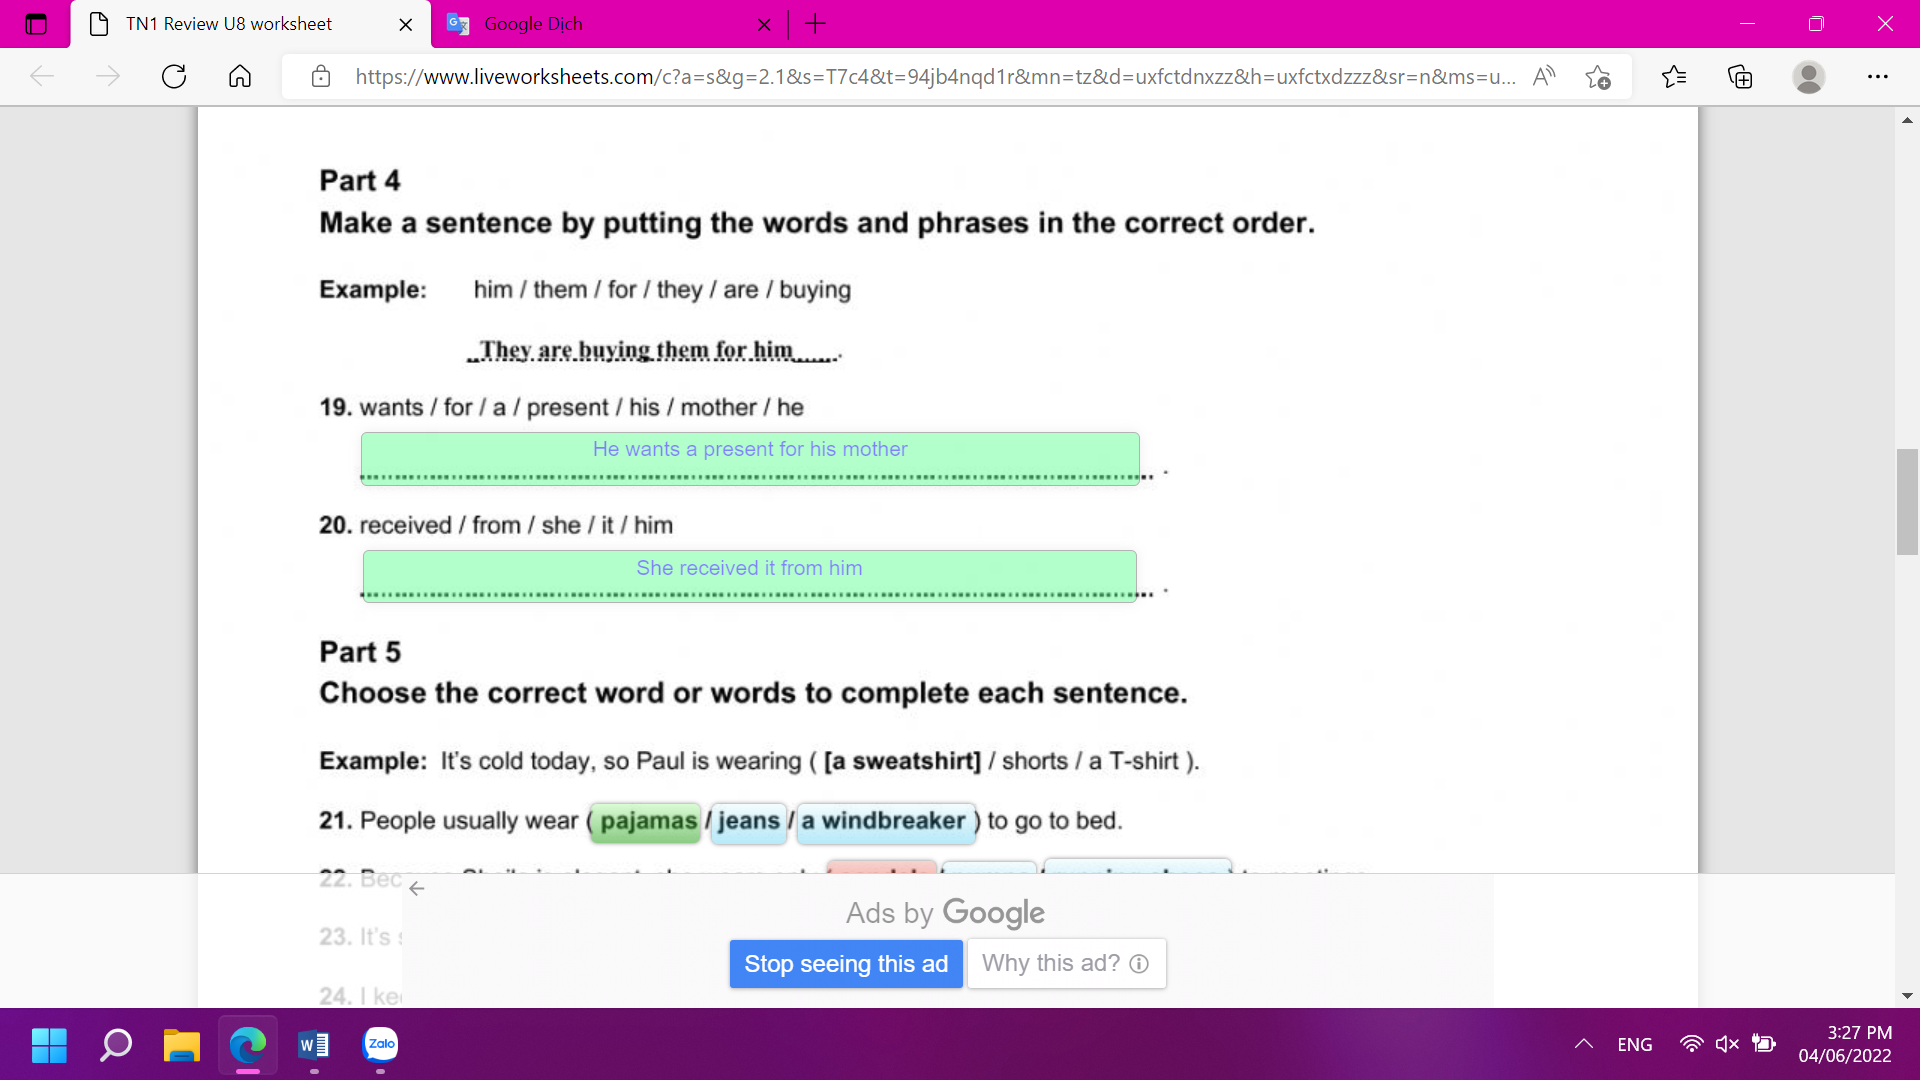 TN1 Review U8 worksheet
Google Dịch
https://www.liveworksheets.com/c?a=s&g=2.1&s=T7c4&t=94jb4nqd1r&mn=tz&d=uxfctdnxzz&h=uxfctxdzzz&sr=n&ms=u...
Part 4
Make a sentence by putting the words and phrases in the correct order.
Example: him / them / for / they / are / buying
They are buying them for him
19. wants / for / a / present / his / mother / he
He wants a present for his mother
20. received / from / she / it / him
She received it from him
Part 5
Choose the correct word or words to complete each sentence.
Example: It's cold today, so Paul is wearing ( [a sweatshirt] / shorts / a T-shirt ).
21. People usually wear ( pajamas / jeans / a windbreaker ) to go to bed.
22. Bec
23. It's
24. I
Ads by Google
Stop seeing this ad
Why this ad?
Zalo
ENG
3:27 PM
04/06/2022